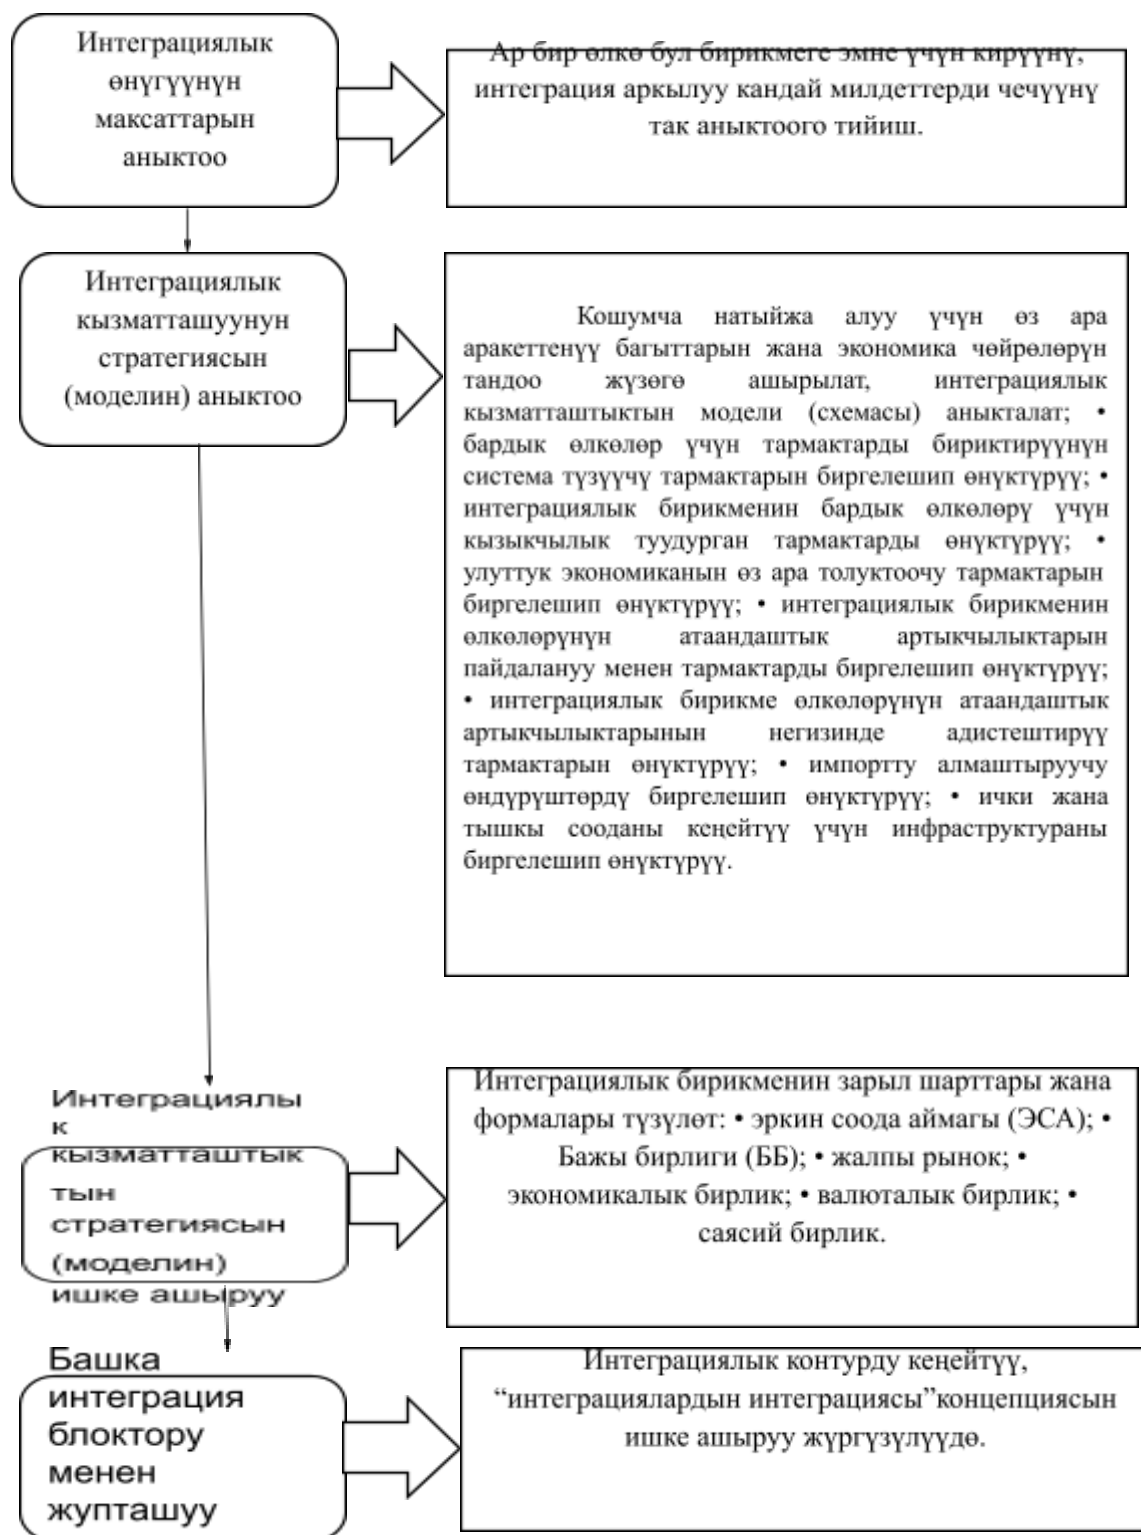 Интеграциялык
өнүгүүнүн
максаттарын
аныктоо
Ар бир өлкө бул бирикмеге эмне үчүн кирүүнү,
интеграция аркылуу кандай милдеттерди чечүүнү
так аныктоого тийиш.
Интеграциялык
кызматташуунун
стратегиясын
(моделин) аныктоо
Кошумча натыйжа алуу үчүн өз ара
аракеттенүү багыттарын жана экономика чөйрөлөрүн
тандоо жүзөгө ашырылат, интеграциялык
кызматташтыктын модели (схемасы) аныкталат; •
бардык өлкөлөр үчүн тармактарды бириктирүүнүн
система түзүүчү тармактарын биргелешип өнүктүрүү; •
интеграциялык бирикменин бардык өлкөлөрү үчүн
кызыкчылык туудурган тармактарды өнүктүрүү; •
улуттук экономиканын өз ара толуктоочу тармактарын
биргелешип өнүктүрүү; • интеграциялык бирикменин
өлкөлөрүнүн атаандаштык артыкчылыктарын
пайдалануу менен тармактарды биргелешип өнүктүрүү;
• интеграциялык бирикме өлкөлөрүнүн атаандаштык
артыкчылыктарынын негизинде адистештирүү
тармактарын өнүктүрүү; • импортту алмаштыруучу
өндүрүштөрдү биргелешип өнүктүрүү; • ички жана
тышкы сооданы кеңейтүү үчүн инфраструктураны
биргелешип өнүктүрүү.
Интеграциялы
к
кызматташтык
тын
стратегиясын
(моделин)
ишке ашыруу
Интеграциялык бирикменин зарыл шарттары жана
формалары түзүлөт: • эркин соода аймагы (ЭСА); •
Бажы бирлиги (ББ); • жалпы рынок; •
экономикалык бирлик; • валюталык бирлик; •
саясий бирлик.
Башка
интеграция
блоктору
менен
жупташуу
Интеграциялык контурду кеңейтүү,
“интеграциялардын интеграциясы”концепциясын
ишке ашыруу жүргүзүлүүдө.